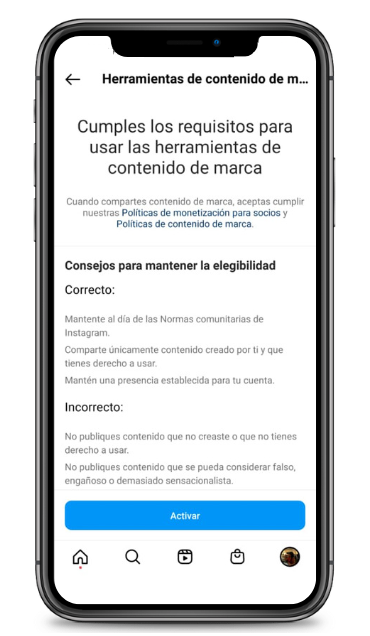 Herramientas de contenido de m...
Cumples los requisitos para
usar las herramientas de
contenido de marca
Cuando compartes contenido de marca, aceptas cumplir
nuestras Políticas de monetización para socios y
Políticas de contenido de marca.
Consejos para mantener la elegibilidad
Correcto:
Mantente al día de las Normas comunitarias de
Instagram.
Comparte únicamente contenido creado por ti y que
tienes derecho a usar.
Mantén una presencia establecida para tu cuenta.
Incorrecto:
No publiques contenido que no creaste o que no tienes
derecho a usar.
No publiques contenido que se pueda considerar falso,
engañoso o demasiado sensacionalista.
Activar